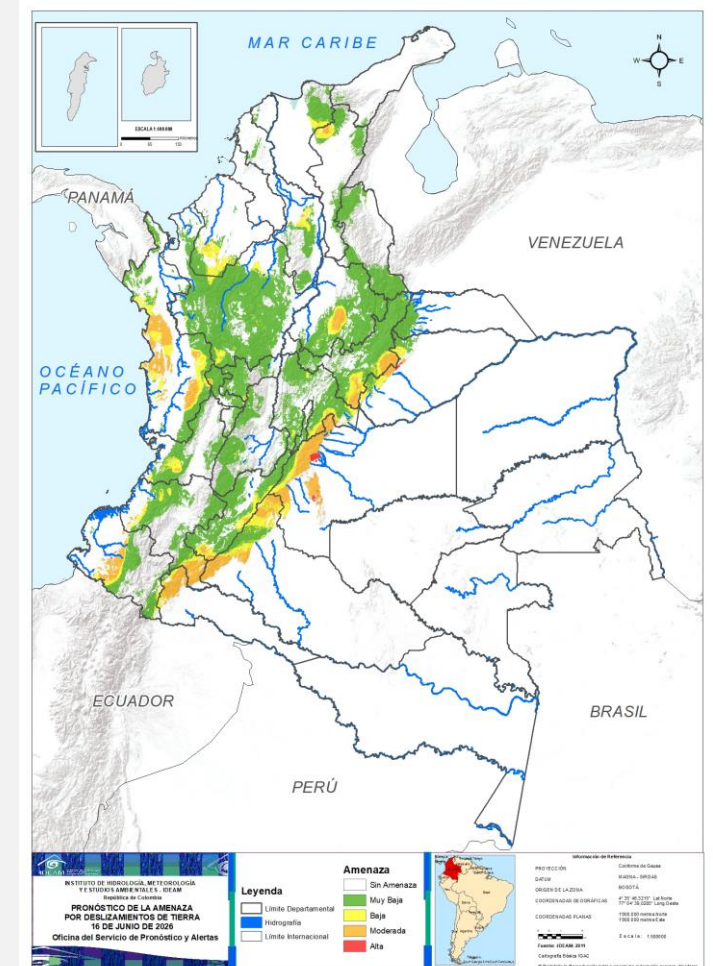 MAR CARIBE
N
W
E
S
PANAMÁ
VENEZUELA
OCÉANO
PACÍFICO
ECUADOR
BRASIL
PERÚ
IDEAM
INSTITUTO DE HIDROLOGÍA, METEOROLOGÍA
Y ESTUDIOS AMBIENTALES - IDEAM
República de Colombia
PRONÓSTICO DE LA AMENAZA
POR DESLIZAMIENTOS DE TIERRA
16 DE JUNIO DE 2026
Oficina del Servicio de Pronóstico y Alertas
Leyenda
Límite Departamental
Hidrografía
Límite Internacional
Amenaza
Sin Amenaza
Muy Baja
Baja
Moderada
Alta
Información de Referencia
PROYECCIÓN
Conforme de Gauss
DATUM
MAGNA - SIRGAS
ORIGEN DE LA ZONA
BOGOTÁ
COORDENADAS GEOGRÁFICAS
COORDENADAS PLANAS
Fuente: IDEAM 2011
Cartografía Básica IGAC